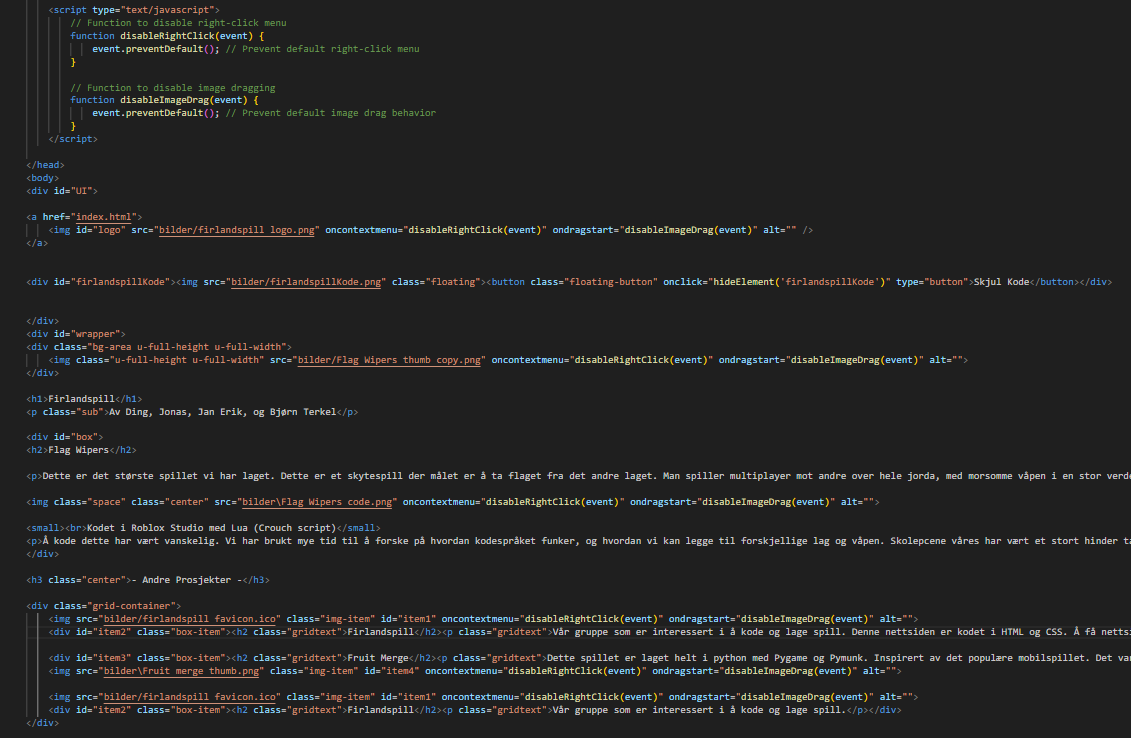 <script type="text/javascript">
// Function to disable right-click menu
function disableRightClick(event) {
event.preventDefault(); // Prevent default right-click menu
}
// Function to disable image dragging
function disableImageDrag(event) {
event.preventDefault(); // Prevent default image drag behavior
}
</script>
</head>
<body>
<div id="UI">
<a href="index.html">
<img id="logo" src="bilder/firlandspill logo.png" oncontextmenu="disableRightClick(event)" ondragstart="disableImageDrag(event)" alt="" />
</a>
<div id="firlandspillKode"><img src="bilder/firlandspillKode.png" class="floating"><button class="floating-button" onclick="hideElement('firlandspillKode')" type="button">Skjul Kode</button></div>
</div>
<div id="wrapper">
<div class="bg-area u-full-height u-full-width">
<img class="u-full-height u-full-width" src="bilder/Flag Wipers thumb copy.png" oncontextmenu="disableRightClick(event)" ondragstart="disableImageDrag(event)" alt="">
</div>
<h1>Firlandspill</h1>
<p class="sub">Av Ding, Jonas, Jan Erik, og Bjørn Terkel</p>
<div id="box">
<h2>Flag Wipers</h2>
<p>Dette er det største spillet vi har laget. Dette er et skytespill der målet er å ta flaget fra det andre laget. Man spiller multiplayer mot andre over hele jorda, med morsomme våpen i en stor verde
<img class="space" class="center" src="bilder\Flag Wipers code.png" oncontextmenu="disableRightClick(event)" ondragstart="disableImageDrag(event)" alt="">
<small><br>Kodet i Roblox Studio med Lua (Crouch script)</small>
<p>Å kode dette har vært vanskelig. Vi har brukt mye tid til å forske på hvordan kodespråket funker, og hvordan vi kan legge til forskjellige lag og våpen. Skolepcene våres har vært et stort hinder ta
</div>
<h3 class="center">- Andre Prosjekter -</h3>
<div class="grid-container">
<img src="bilder/firlandspill favicon.ico" class="img-item" id="item1" oncontextmenu="disableRightClick(event)" ondragstart="disableImageDrag(event)" alt="">
<div id="item2" class="box-item"><h2 class="gridtext">Firlandspill</h2><p class="gridtext">Vår gruppe som er interessert i å kode og lage spill. Denne nettsiden er kodet i HTML og CSS. Å få nettsi
<div id="item3" class="box-item"><h2 class="gridtext">Fruit Merge</h2><p class="gridtext">Dette spillet er laget helt i python med Pygame og Pymunk. Inspirert av det populære mobilspillet. Det va
<img src="bilder\Fruit merge thumb.png" class="img-item" id="item4" oncontextmenu="disableRightClick(event)" ondragstart="disableImageDrag(event)" alt="">
<img src="bilder/firlandspill favicon.ico" class="img-item" id="item1" oncontextmenu="disableRightClick(event)" ondragstart="disableImageDrag(event)" alt="">
<div id="item2" class="box-item"><h2 class="gridtext">Firlandspill</h2><p class="gridtext">Vår gruppe som er interessert i å kode og lage spill.</p></div>
</div>